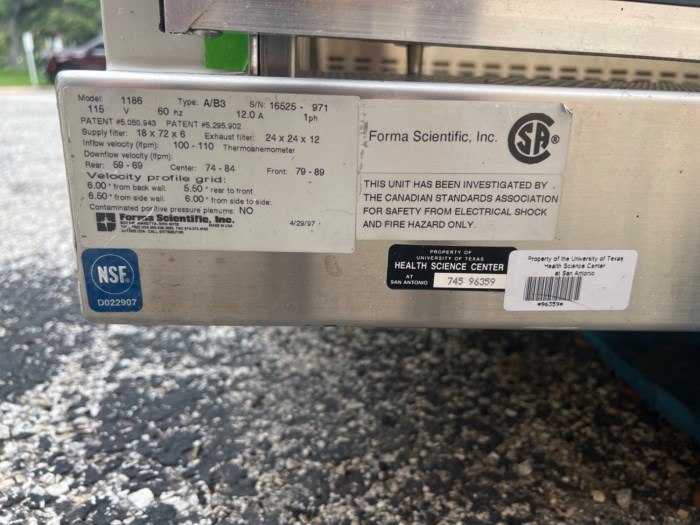 Model: 1186 Type: A/B3 S/N: 16525 - 971
115 V 60 hz 12.0 A 1ph
PATENT #5,050,943 PATENT #5,295,902
Supply filter: 18 x 72 x 6 Exhaust filter: 24 x 24 x 12
Inflow velocity (fpm): 100 - 110 Thermoanemometer
Downflow velocity (fpm):
Rear: 59 - 69 Center: 74 - 84 Front: 79 - 89
Velocity profile grid:
6.00 " from back wall: 5.50 " rear to front
6.50 " from side wall: 6.00 " from side to side:
Contaminated positive pressure plenums: NO
Forma Scientific, Inc.
MADE IN USA
4/29/97
Forma Scientific, Inc.
CSA ®
THIS UNIT HAS BEEN INVESTIGATED BY
THE CANADIAN STANDARDS ASSOCIATION
FOR SAFETY FROM ELECTRICAL SHOCK
AND FIRE HAZARD ONLY.
NSF®
D022907
PROPERTY OF
UNIVERSITY OF TEXAS
HEALTH SCIENCE CENTER
AT
SAN ANTONIO
745 96359
Property of the University of Texas
Health Science Center
at San Antonio
*96359*